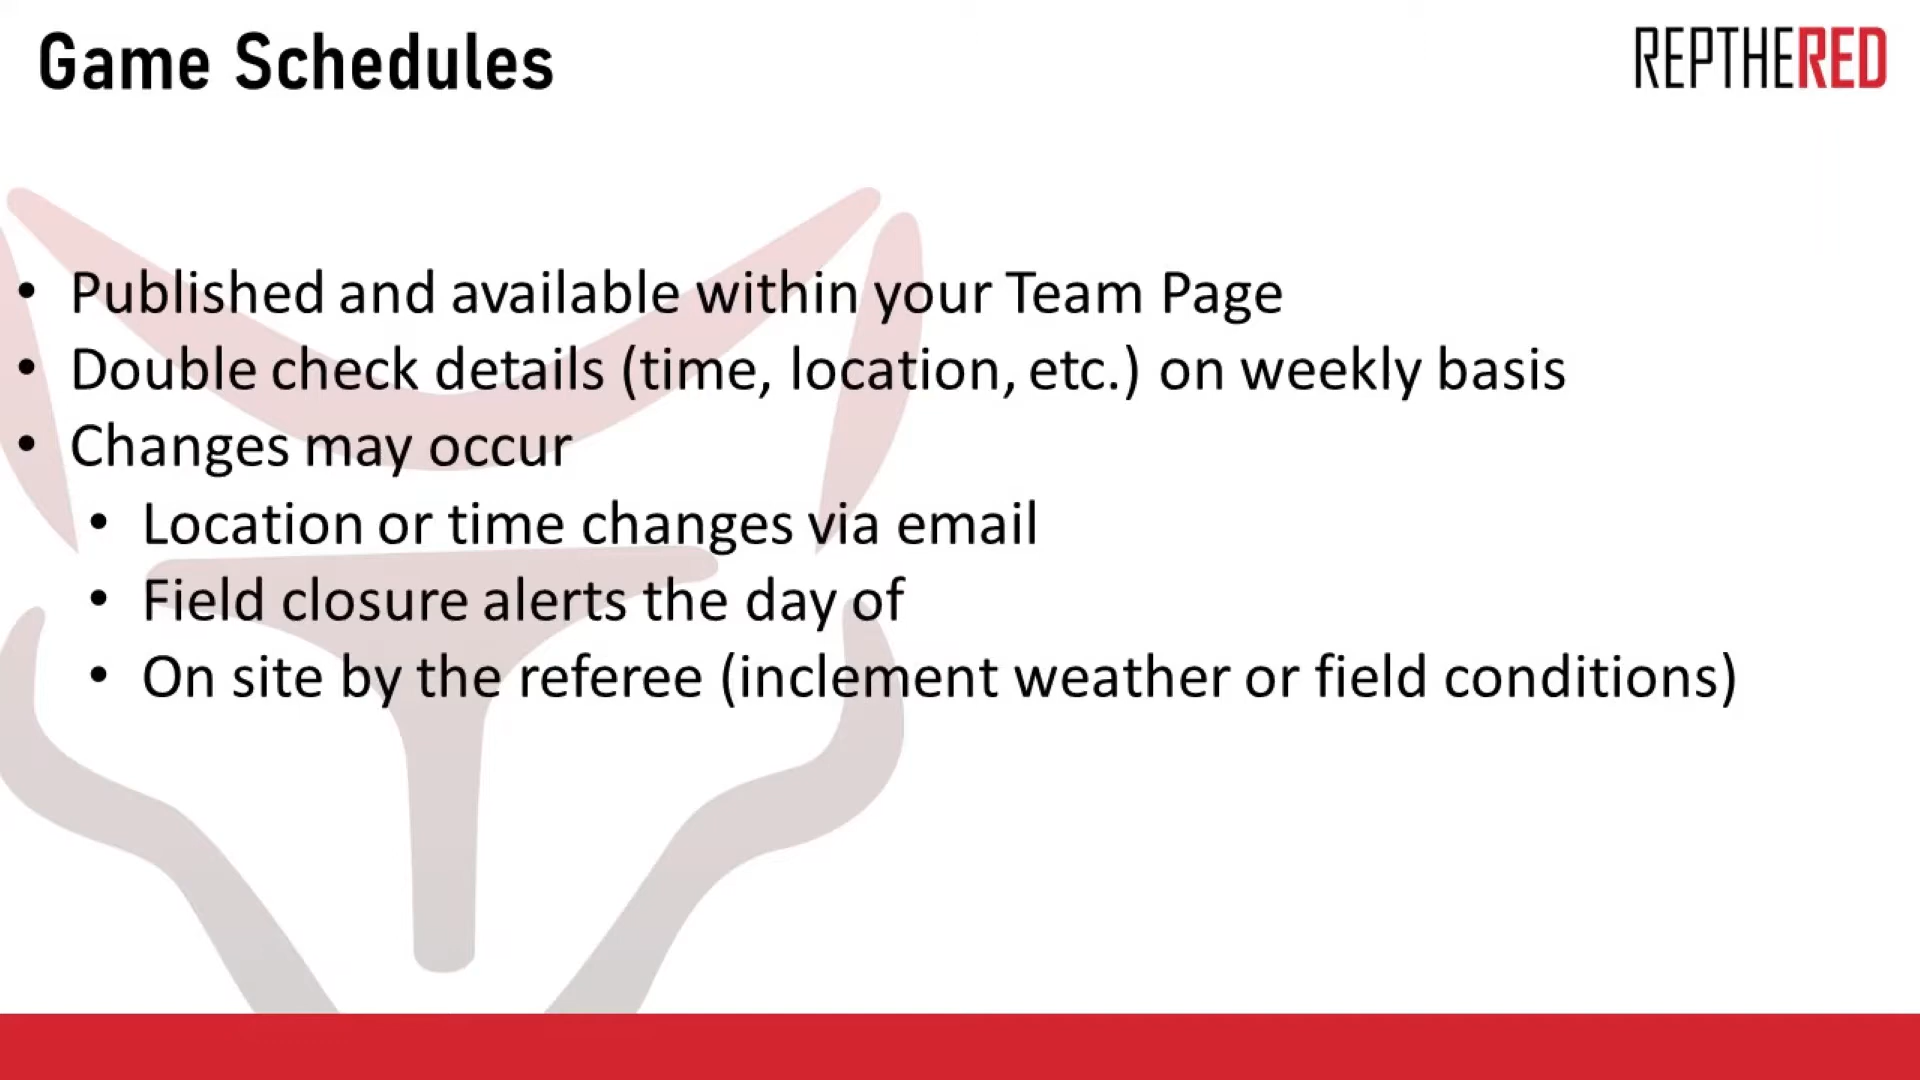 Game Schedules
REPTHERED
• Published and available within your Team Page
• Double check details (time, location, etc.) on weekly basis
• Changes may occur
• Location or time changes via email
• Field closure alerts the day of
• On site by the referee (inclement weather or field conditions)